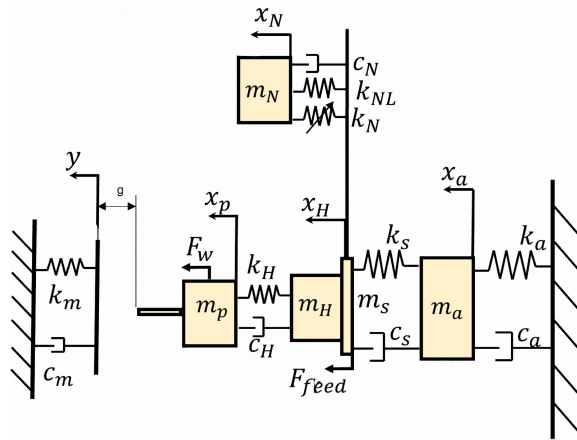 x_N
c_N
m_N
k_NL
k_N
y
g
x_p
x_H
x_a
F_w
k_H
k_s
k_a
k_m
m_p
m_H
m_s
m_a
c_m
c_H
c_s
c_a
F_feed